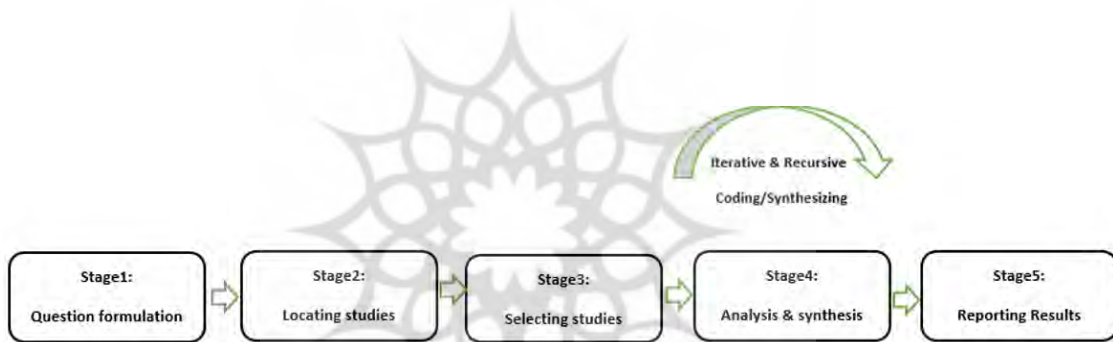 Iterative & Recursive
Coding/Synthesizing
Stage1:
Question formulation
Stage2:
Locating studies
Stage3:
Selecting studies
Stage4:
Analysis & synthesis
Stage5:
Reporting Results